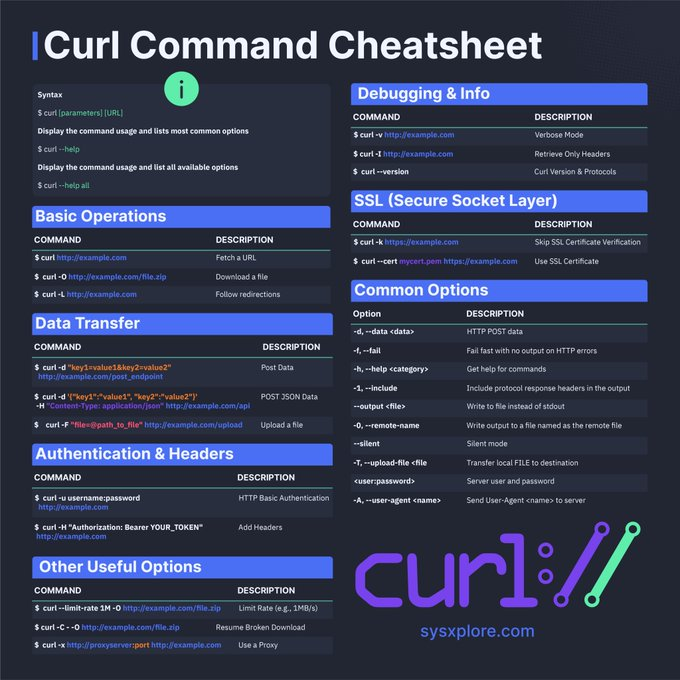 Curl Command Cheatsheet
i
Syntax
$ curl [parameters] [URL]
Display the command usage and lists most common options
$ curl --help
Display the command usage and list all available options
$ curl --help all
Basic Operations
COMMAND DESCRIPTION
$ curl http://example.com Fetch a URL
$ curl -O http://example.com/file.zip Download a file
$ curl -L http://example.com Follow redirections
Data Transfer
COMMAND DESCRIPTION
$ curl -d "key1=value1&key2=value2" Post Data
http://example.com/post_endpoint
$ curl -d '{"key1":"value1", "key2":"value2"}' POST JSON Data
-H "Content-Type: application/json" http://example.com/api
$ curl -F "file=@path_to_file" http://example.com/upload Upload a file
Authentication & Headers
COMMAND DESCRIPTION
$ curl -u username:password HTTP Basic Authentication
http://example.com
$ curl -H "Authorization: Bearer YOUR_TOKEN" Add Headers
http://example.com
Other Useful Options
COMMAND DESCRIPTION
$ curl --limit-rate 1M -O http://example.com/file.zip Limit Rate (e.g., 1MB/s)
$ curl -C - -O http://example.com/file.zip Resume Broken Download
$ curl -x http://proxyserver:port http://example.com Use a Proxy
Debugging & Info
COMMAND DESCRIPTION
$ curl -v http://example.com Verbose Mode
$ curl -I http://example.com Retrieve Only Headers
$ curl --version Curl Version & Protocols
SSL (Secure Socket Layer)
COMMAND DESCRIPTION
$ curl -k https://example.com Skip SSL Certificate Verification
$ curl --cert mycert.pem https://example.com Use SSL Certificate
Common Options
Option DESCRIPTION
-d, --data <data> HTTP POST data
-f, --fail Fail fast with no output on HTTP errors
-h, --help <category> Get help for commands
-1, --include Include protocol response headers in the output
--output <file> Write to file instead of stdout
-0, --remote-name Write output to a file named as the remote file
--silent Silent mode
-T, --upload-file <file Transfer local FILE to destination
<user:password> Server user and password
-A, --user-agent <name> Send User-Agent <name> to server
curl://
sysxplore.com